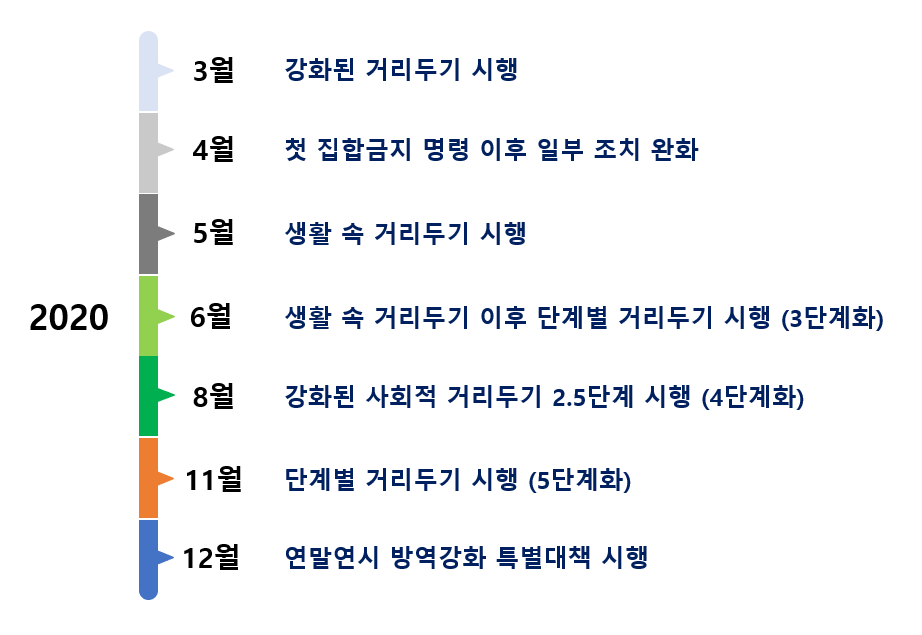 3월 강화된 거리두기 시행
4월 첫 집합금지 명령 이후 일부 조치 완화
5월 생활 속 거리두기 시행
2020 6월 생활 속 거리두기 이후 단계별 거리두기 시행 (3단계화)
8월 강화된 사회적 거리두기 2.5단계 시행 (4단계화)
11월 단계별 거리두기 시행 (5단계화)
12월 연말연시 방역강화 특별대책 시행